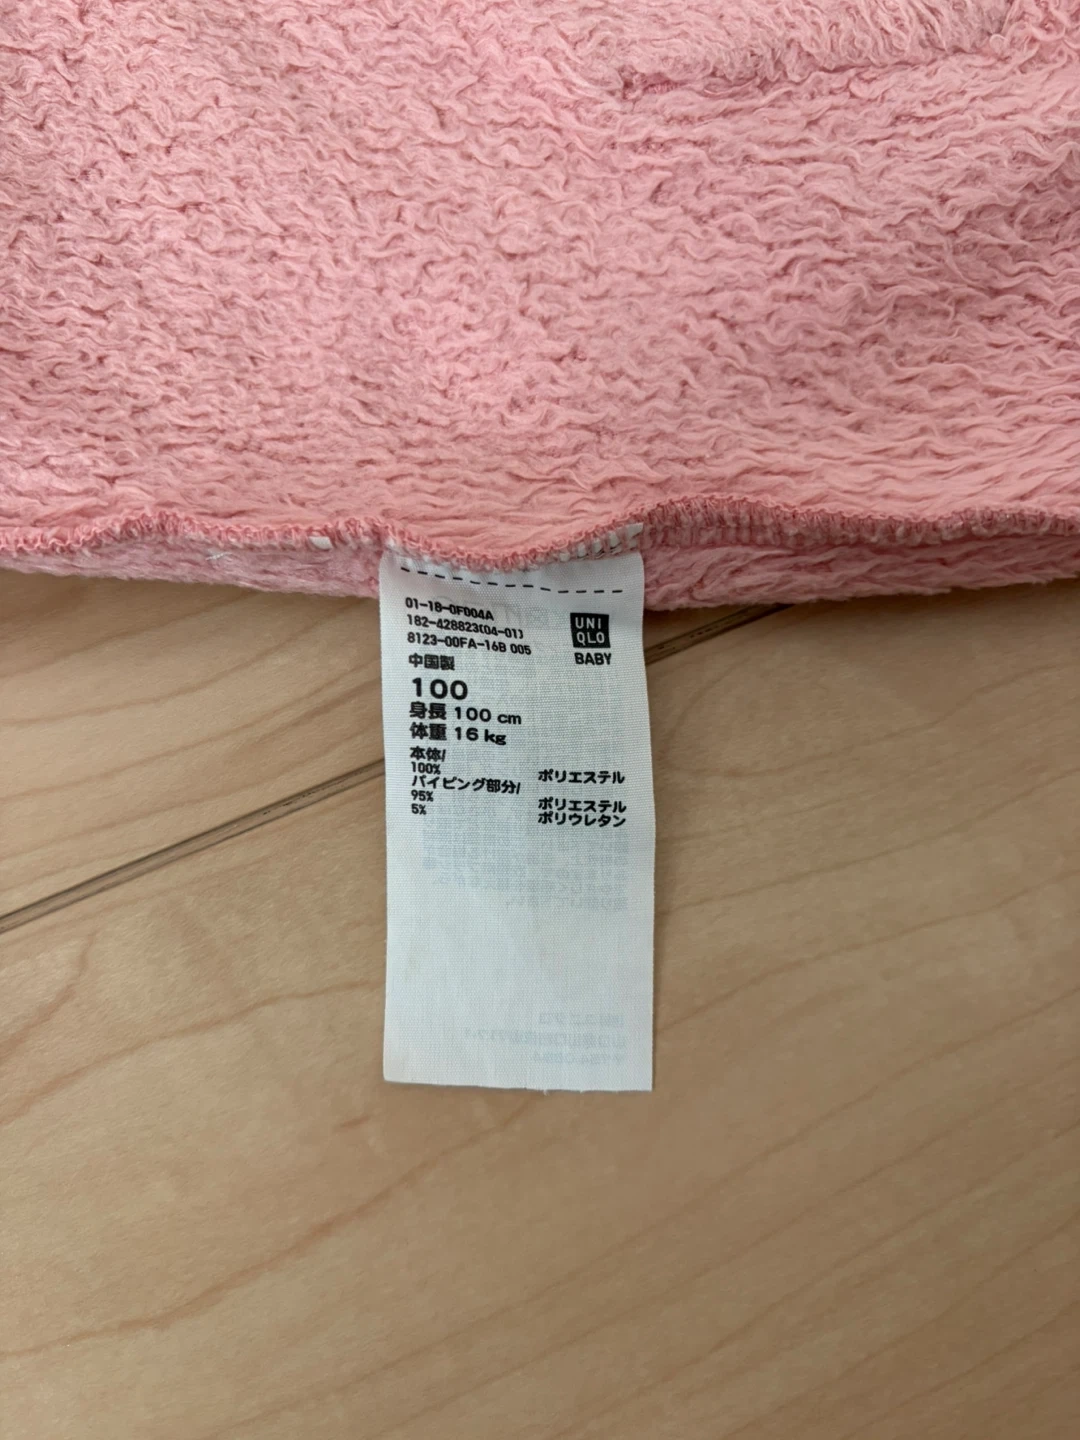 01-18-0F004A
182-428823(04-01)
8123-00FA-16B 005
UNI
QLO
BABY
中国製
100
身長 100 cm
体重 16 kg
本体/
100% ポリエステル
パイピング部分/
95% ポリエステル
5% ポリウレタン